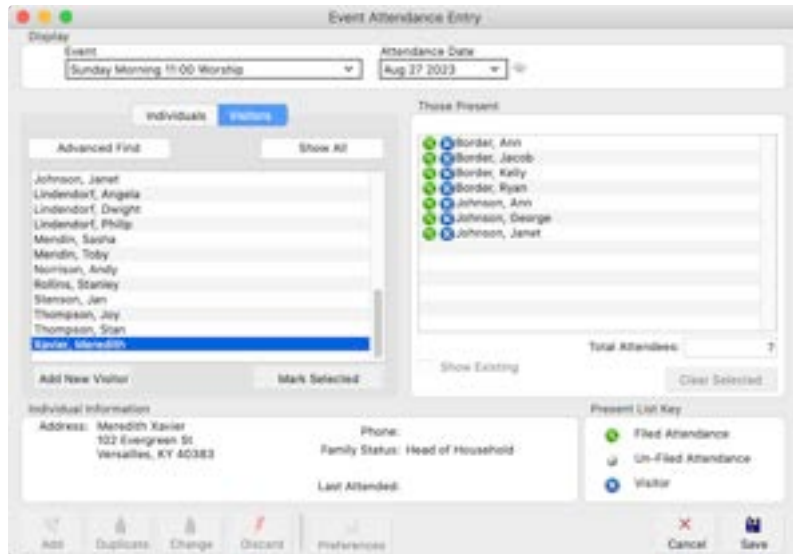 Event Attendance Entry
Display
Event
Attendance Date
Sunday Morning 11:00 Worship
Aug 27 2023
Individuals
Visitors
Those Present
Advanced Find
Show All
Johnson, Janet
Lindendorf, Angela
Lindendorf, Dwight
Lindendorf, Philip
Mendin, Sasha
Mendin, Toby
Norrison, Andy
Rollins, Stanley
Stenson, Jan
Thompson, Joy
Thompson, Stan
Xavier, Meredith
Border, Ann
Border, Jacob
Border, Kelly
Border, Ryan
Johnson, Ann
Johnson, George
Johnson, Janet
Total Attendees: 7
Show Existing
Add New Visitor
Mark Selected
Clear Selected
Individual Information
Address: Meredith Xavier
102 Evergreen St
Versailles, KY 40383
Phone:
Family Status: Head of Household
Last Attended:
Present List Key
Filed Attendance
Un-Filed Attendance
Visitor
Add
Duplicate
Change
Discard
Preferences
Cancel
Save